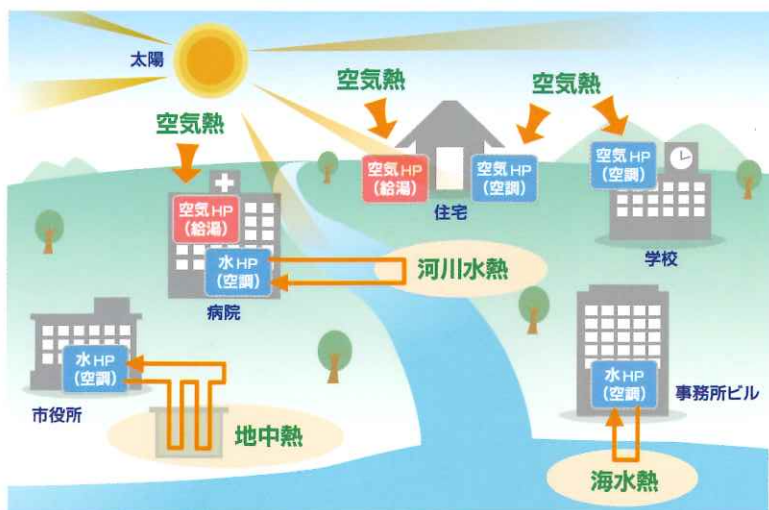 太陽
空気熱
空気熱
空気熱
空気HP
(給湯)
空気HP
(空調)
空気HP
(空調)
住宅
学校
空気HP
(給湯)
水HP
(空調)
病院
河川水熱
水HP
(空調)
市役所
地中熱
水HP
(空調)
事務所ビル
海水熱